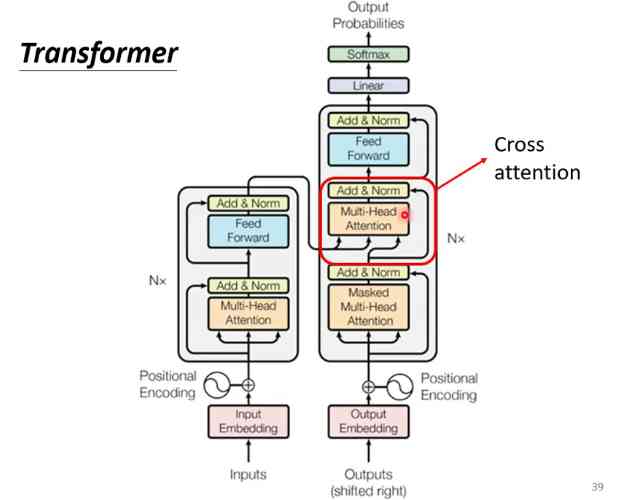 Transformer
Output
Probabilities
Softmax
Linear
Add & Norm
Feed
Forward
Add & Norm
Multi-Head
Attention
Cross
attention
Nx
Add & Norm
Masked
Multi-Head
Attention
Add & Norm
Feed
Forward
Nx
Add & Norm
Multi-Head
Attention
Positional
Encoding
Positional
Encoding
Input
Embedding
Output
Embedding
Inputs
Outputs
(shifted right)
39